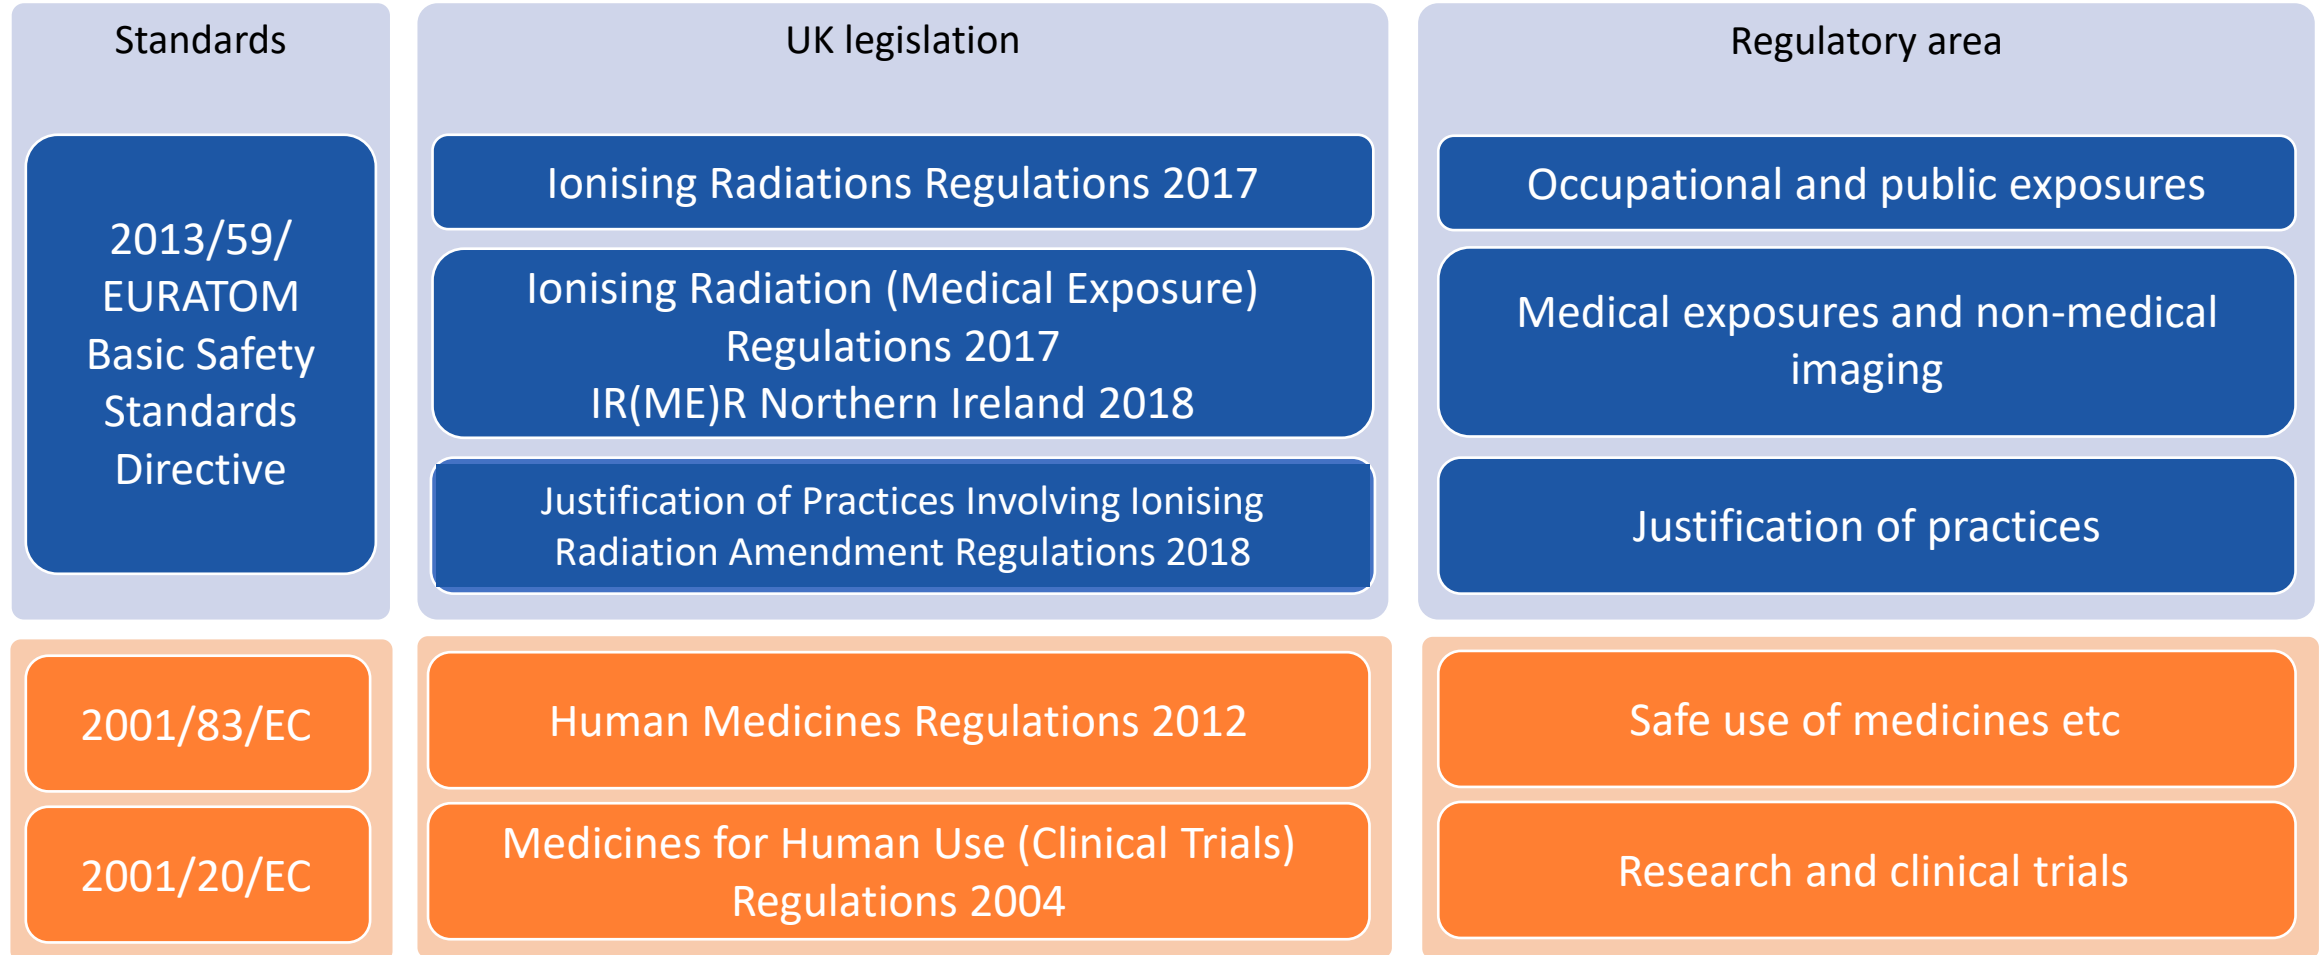 Standards
UK legislation
Regulatory area
2013/59/
EURATOM
Basic Safety
Standards
Directive
Ionising Radiations Regulations 2017
Occupational and public exposures
Ionising Radiation (Medical Exposure)
Regulations 2017
IR(ME)R Northern Ireland 2018
Medical exposures and non-medical
imaging
Justification of Practices Involving Ionising
Radiation Amendment Regulations 2018
Justification of practices
2001/83/EC
Human Medicines Regulations 2012
Safe use of medicines etc
2001/20/EC
Medicines for Human Use (Clinical Trials)
Regulations 2004
Research and clinical trials